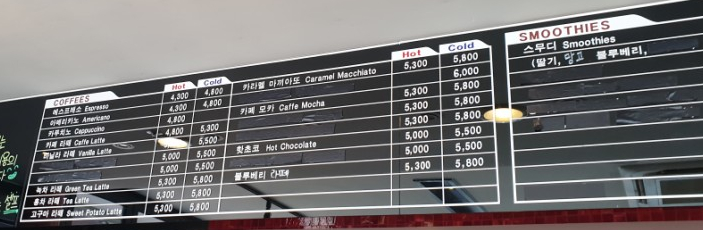 COFFEES Hot Cold
에스프레소 Espresso 4,300 4,800
아메리카노 Americano 4,300 4,800
카푸치노 Cappuccino 4,800
카페 라떼 Caffe Latte 4,800 5,300
바닐라 라떼 Vanilla Latte 5,500
5,000 5,500
녹차 라떼 Green Tea Latte 5,000 5,500
홍차 라떼 Tea Latte 5,300 5,800
고구마 라떼 Sweet Potato Latte 5,300 5,800
Hot Cold
카라멜 마끼아또 Caramel Macchiato 5,300 5,800
6,000
카페 모카 Caffe Mocha 5,300 5,800
5,300 5,800
5,300 5,800
핫초코 Hot Chocolate 5,000 5,500
5,000 5,500
블루베리 라떼 5,300 5,800
SMOOTHIES
스무디 Smoothies
(딸기, 망고 블루베리,